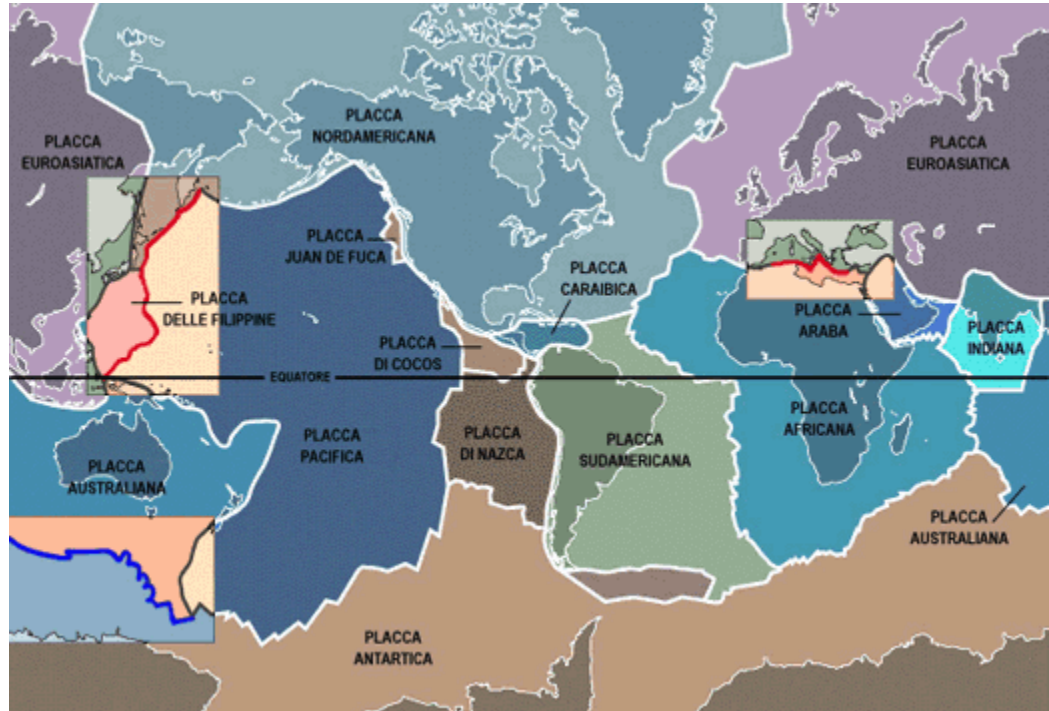 PLACCA
NORDAMERICANA
PLACCA
EUROASIATICA
PLACCA
EUROASIATICA
PLACCA
JUAN DE FUCA
PLACCA
CARAIBICA
PLACCA
DELLE FILIPPINE
PLACCA
ARABA
PLACCA
INDIANA
PLACCA
DI COCOS
EQUATORE
PLACCA
PACIFICA
PLACCA
DI NAZCA
PLACCA
SUDAMERICANA
PLACCA
AFRICANA
PLACCA
AUSTRALIANA
PLACCA
AUSTRALIANA
PLACCA
ANTARTICA